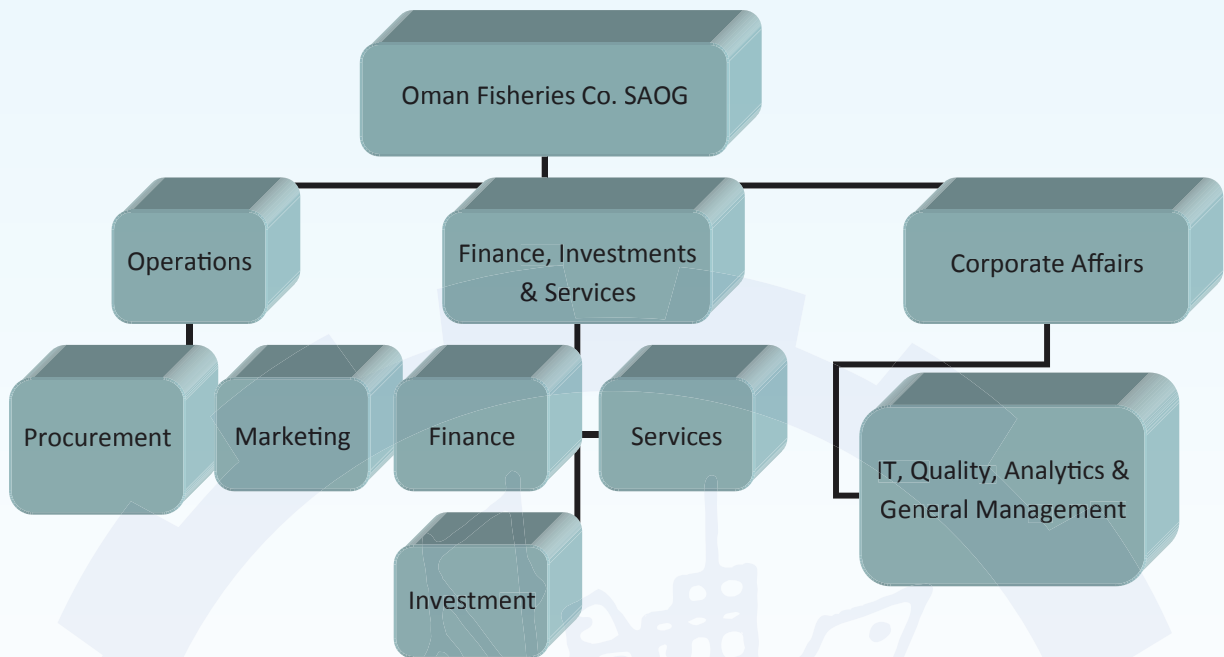 Oman Fisheries Co. SAOG
Operations
Finance, Investments
& Services
Corporate Affairs
Procurement
Marketing
Finance
Services
IT, Quality, Analytics &
General Management
Investment